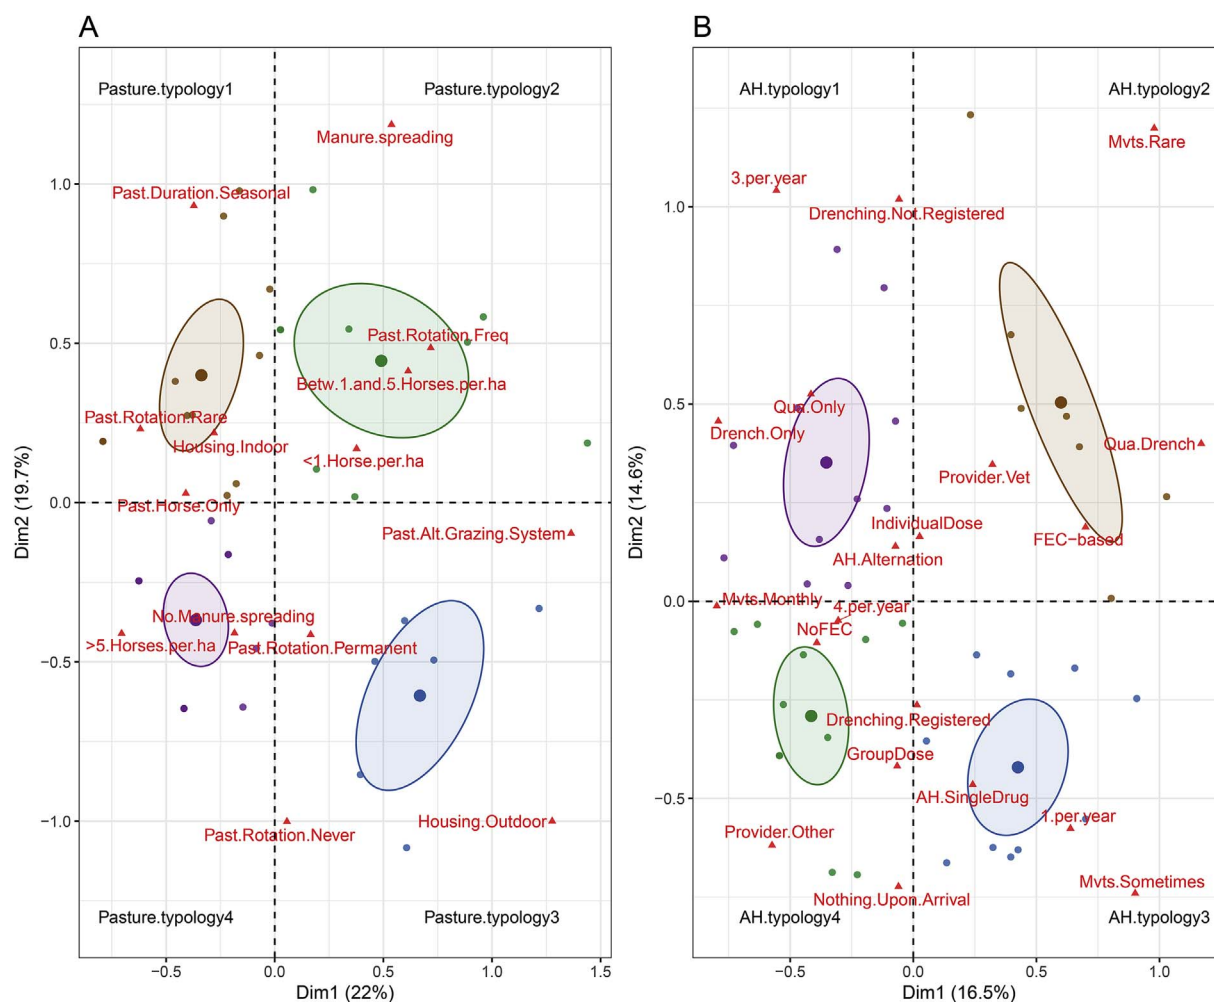 A
Pasture.typology1
Pasture.typology2
Manure.spreading
Past.Duration.Seasonal
Past.Rotation.Freq
Betw.1.and.5.Horses.per.ha
Past.Rotation.Rare
Housing.Indoor
<1.Horse.per.ha
Past.Horse.Only
Past.Alt.Grazing.System
No.Manure.spreading
>5.Horses.per.ha
Past.Rotation.Permanent
Past.Rotation.Never
Housing.Outdoor
Pasture.typology4
Pasture.typology3
1.0
0.5
0.0
−0.5
−1.0
Dim2 (19.7%)
−0.5
0.0
0.5
1.0
1.5
Dim1 (22%)
B
AH.typology1
AH.typology2
Mvts.Rare
3.per.year
Drenching.Not.Registered
Qua.Only
Drench.Only
Qua.Drench
Provider.Vet
IndividualDose
FEC−based
AH.Alternation
Mvts.Monthly
4.per.year
NoFEC
Drenching.Registered
GroupDose
AH.SingleDrug
1.per.year
Provider.Other
Mvts.Sometimes
Nothing.Upon.Arrival
AH.typology4
AH.typology3
1.0
0.5
0.0
−0.5
Dim2 (14.6%)
−0.5
0.0
0.5
1.0
Dim1 (16.5%)